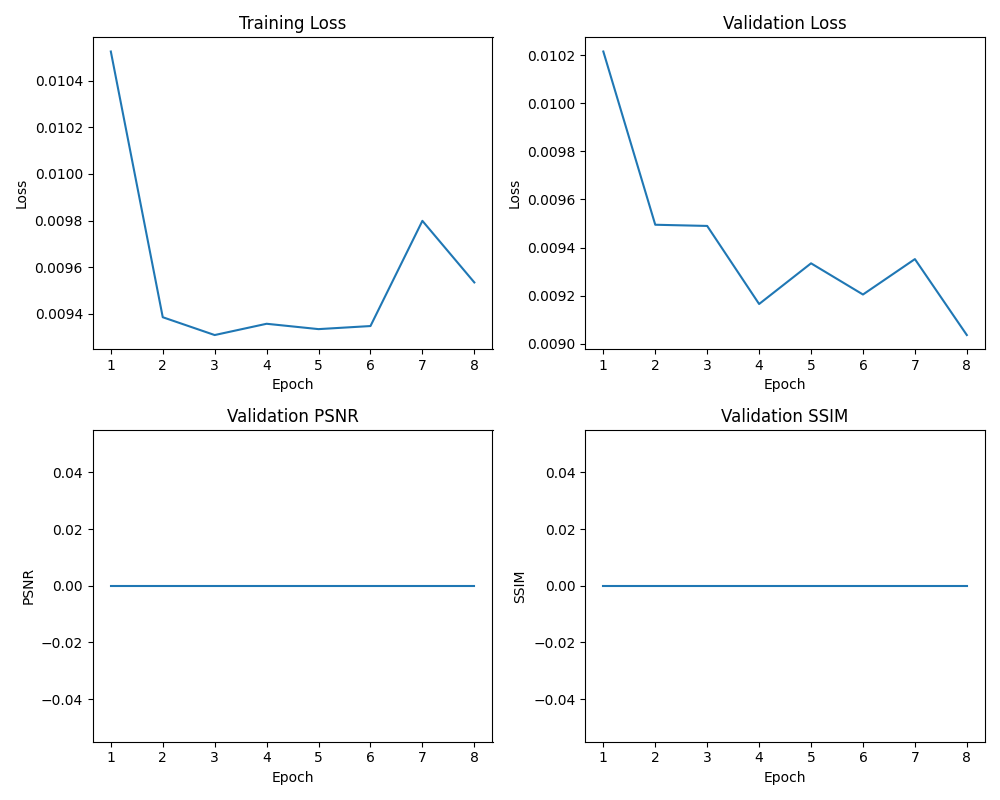 Training Loss
Loss
0.0104
0.0102
0.0100
0.0098
0.0096
0.0094
1 2 3 4 5 6 7 8
Epoch
Validation Loss
Loss
0.0102
0.0100
0.0098
0.0096
0.0094
0.0092
0.0090
1 2 3 4 5 6 7 8
Epoch
Validation PSNR
PSNR
0.04
0.02
0.00
−0.02
−0.04
1 2 3 4 5 6 7 8
Epoch
Validation SSIM
SSIM
0.04
0.02
0.00
−0.02
−0.04
1 2 3 4 5 6 7 8
Epoch